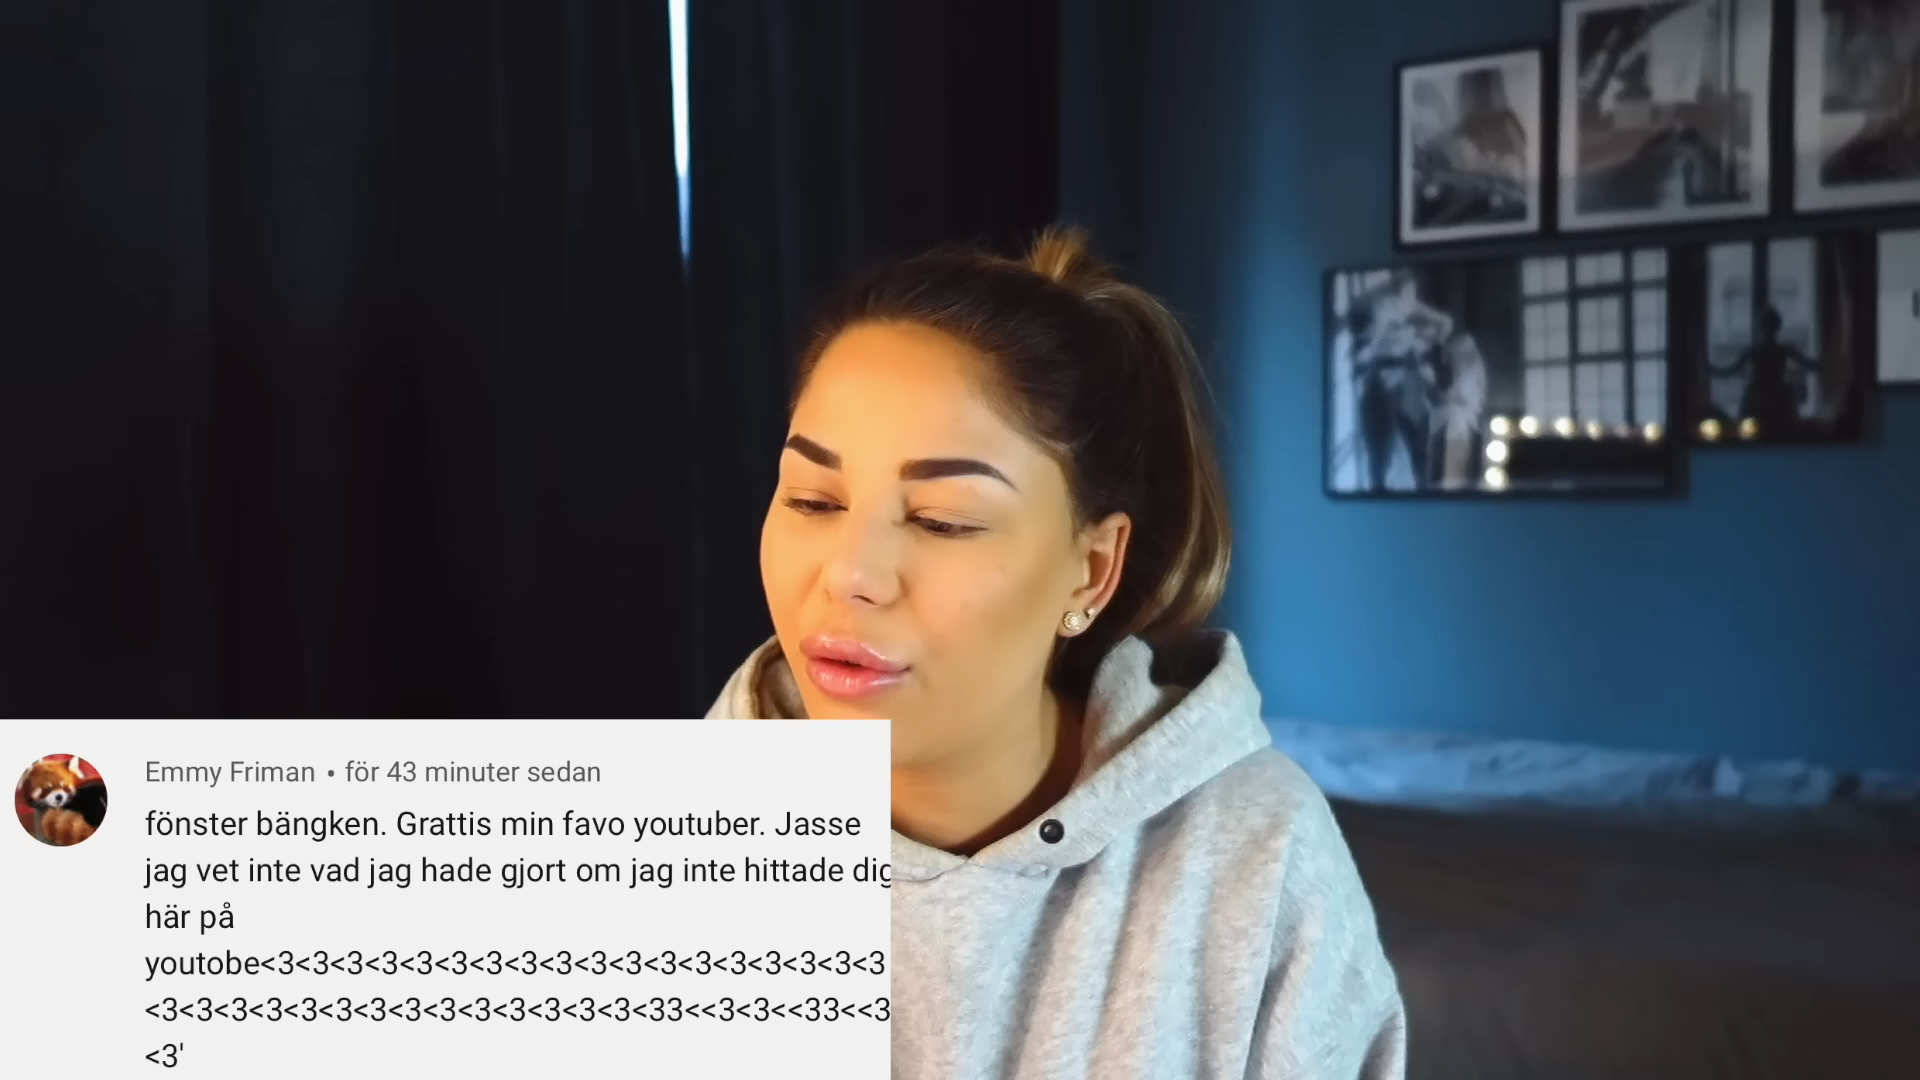 Emmy Friman • för 43 minuter sedan
fönster bängken. Grattis min favo youtuber. Jasse
jag vet inte vad jag hade gjort om jag inte hittade dig
här på
youtobe<3<3<3<3<3<3<3<3<3<3<3<3<3<3<3<3<3<3
<3<3<3<3<3<3<3<3<3<3<3<3<3<3<33<<3<3<<33<<3
<3'